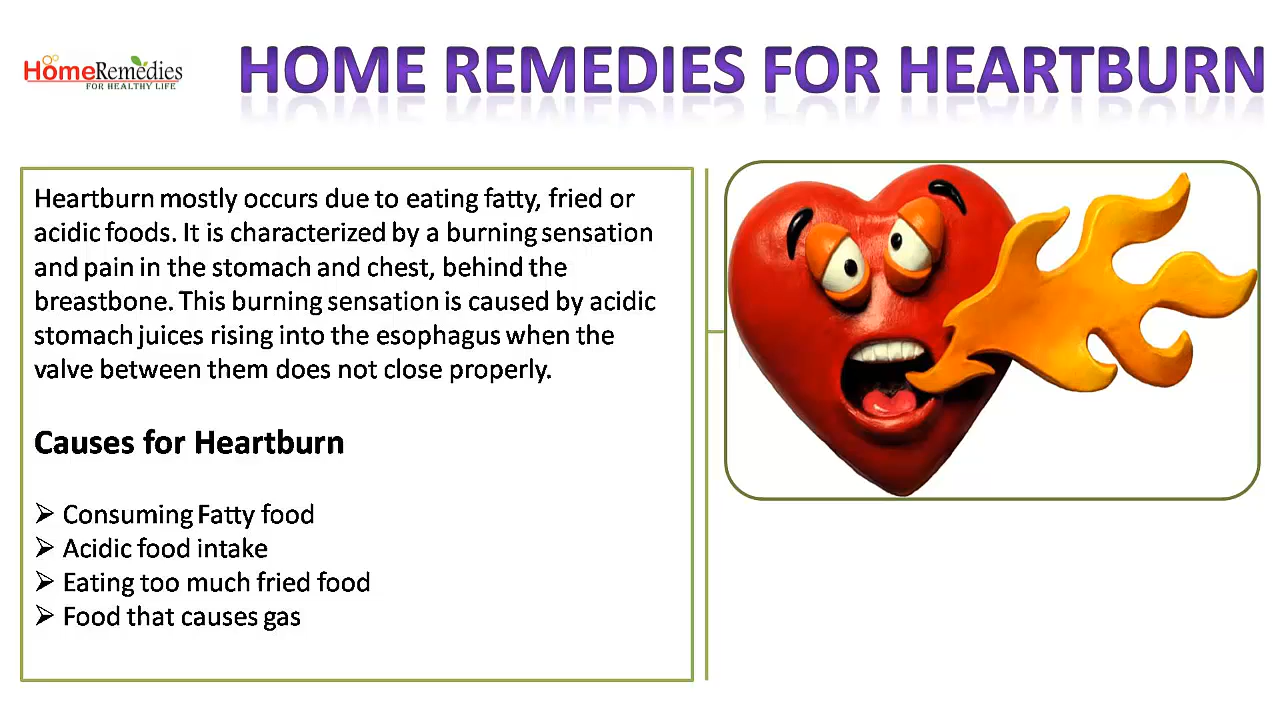 HomeRemedies
FOR HEALTHY LIFE
HOME REMEDIES FOR HEARTBURN
Heartburn mostly occurs due to eating fatty, fried or
acidic foods. It is characterized by a burning sensation
and pain in the stomach and chest, behind the
breastbone. This burning sensation is caused by acidic
stomach juices rising into the esophagus when the
valve between them does not close properly.
Causes for Heartburn
➢ Consuming Fatty food
➢ Acidic food intake
➢ Eating too much fried food
➢ Food that causes gas